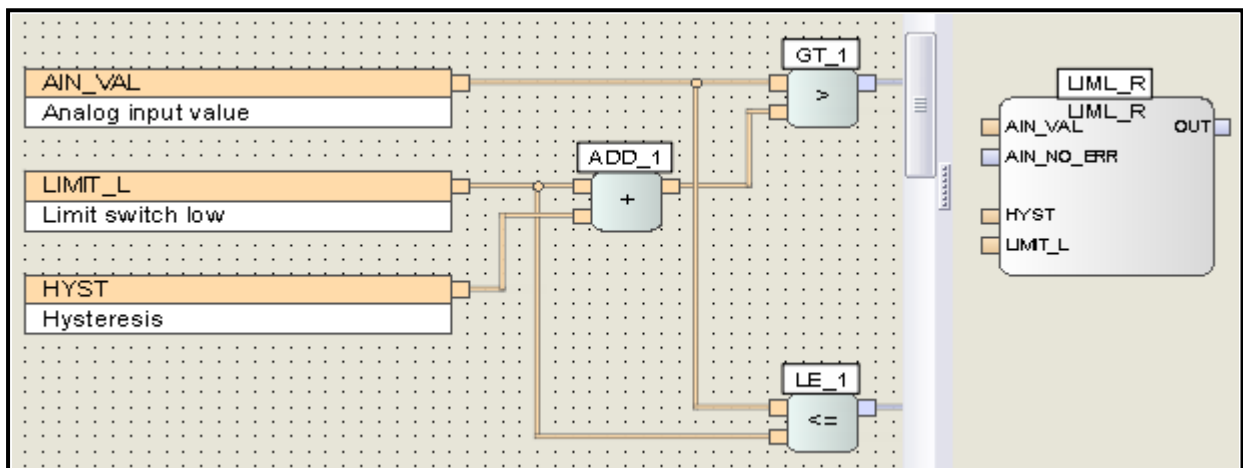 GT_1
>
AIN_VAL
Analog input value
ADD_1
+
LIMIT_L
Limit switch low
HYST
Hysteresis
LE_1
<=
LIML_R
LIML_R
AIN_VAL
OUT
AIN_NO_ERR
HYST
LIMIT_L